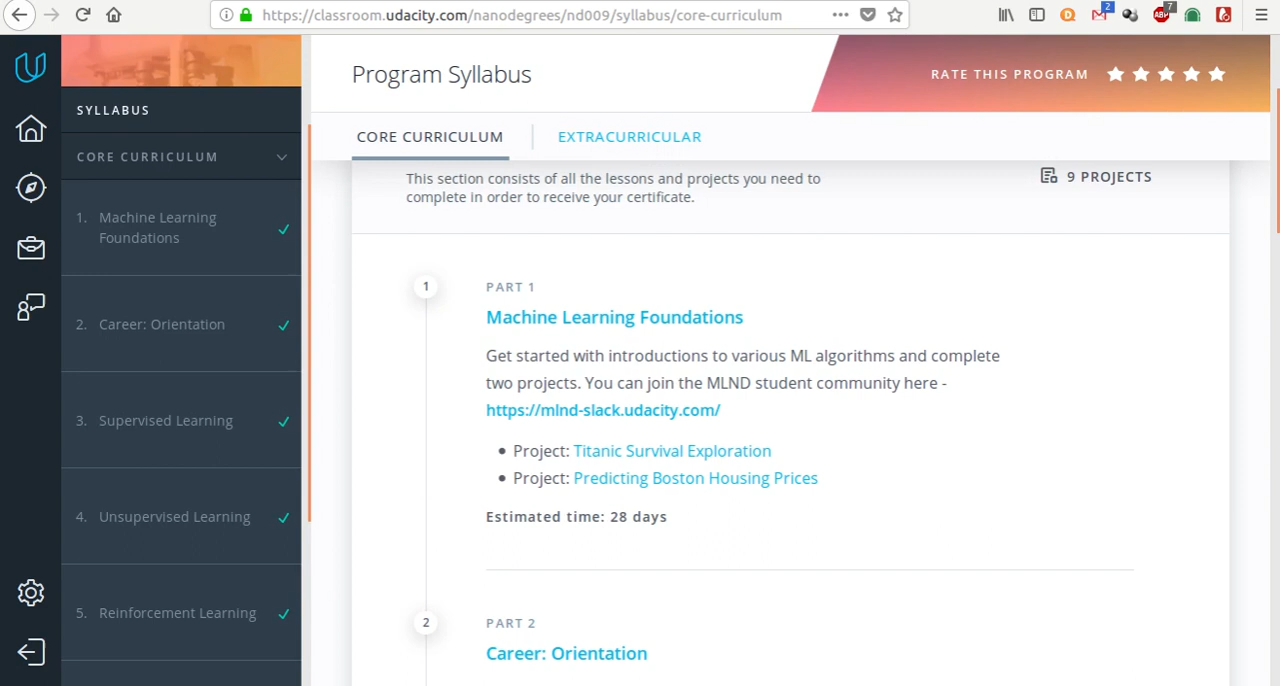 https://classroom.udacity.com/nanodegrees/nd009/syllabus/core-curriculum
2
ABP
7
SYLLABUS
CORE CURRICULUM
1. Machine Learning
Foundations
2. Career: Orientation
3. Supervised Learning
4. Unsupervised Learning
5. Reinforcement Learning
Program Syllabus
RATE THIS PROGRAM
CORE CURRICULUM
EXTRACURRICULAR
This section consists of all the lessons and projects you need to
complete in order to receive your certificate.
9 PROJECTS
1
PART 1
Machine Learning Foundations
Get started with introductions to various ML algorithms and complete
two projects. You can join the MLND student community here -
https://mlnd-slack.udacity.com/
• Project: Titanic Survival Exploration
• Project: Predicting Boston Housing Prices
Estimated time: 28 days
2
PART 2
Career: Orientation